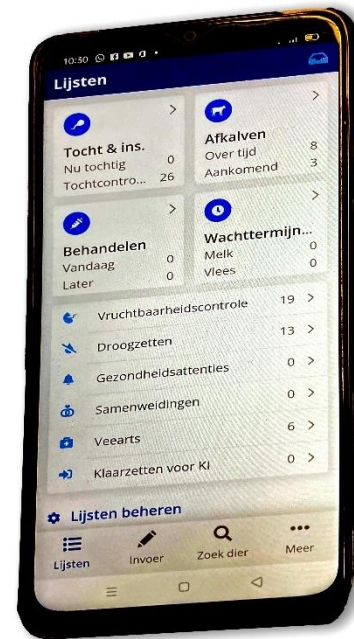 10:30
Lijsten
Tocht & ins.
Nu tochtig 0
Tochtcontro... 26
Afkalven
Over tijd 8
Aankomend 3
Behandelen
Vandaag 0
Later 0
Wachttermijn...
Melk 0
Vlees 0
Vruchtbaarheidscontrole 19
Droogzetten 13
Gezondheidsattenties 0
Samenweidingen 0
Veearts 6
Klaarzetten voor KI 0
Lijsten beheren
Lijsten
Invoer
Zoek dier
Meer